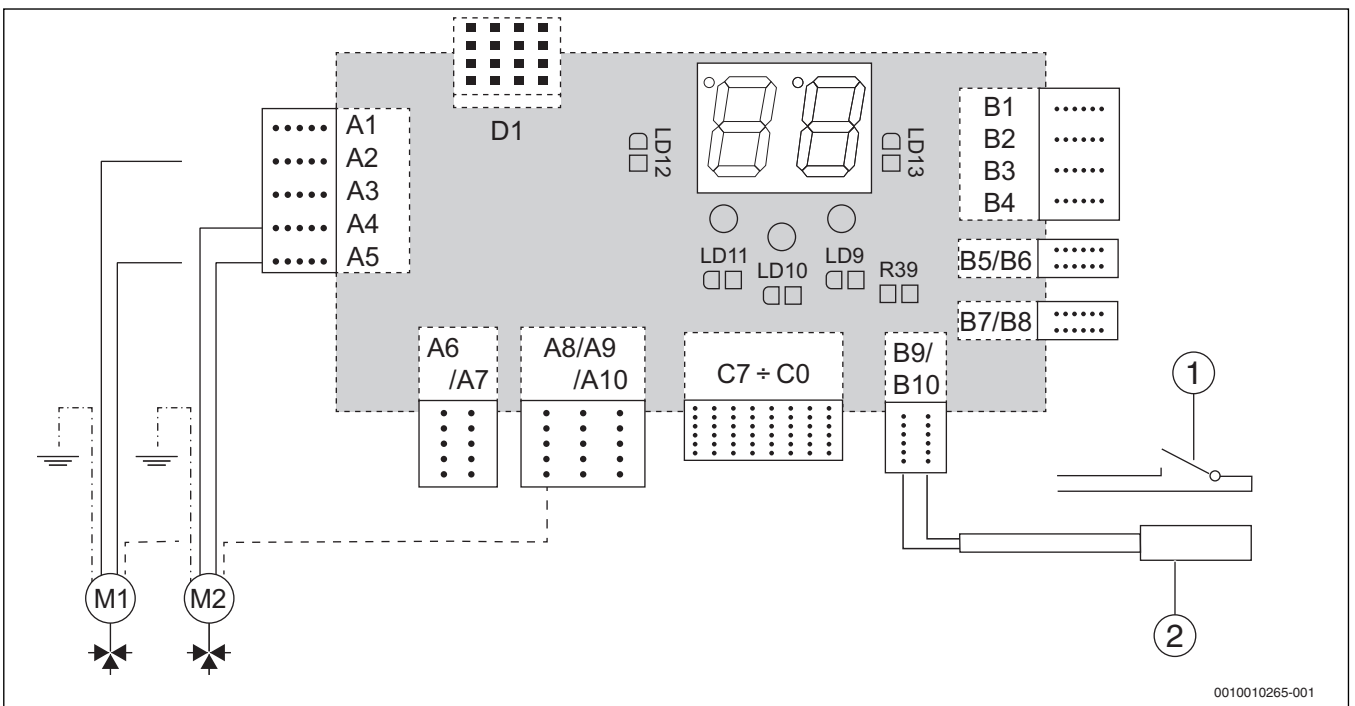 D1
A1
A2
A3
A4
A5
LD12
LD13
B1
B2
B3
B4
LD11
LD10
LD9
R39
B5/B6
B7/B8
A6
/A7
A8/A9
/A10
C7 ÷ C0
B9/
B10
1
2
M1
M2
0010010265-001